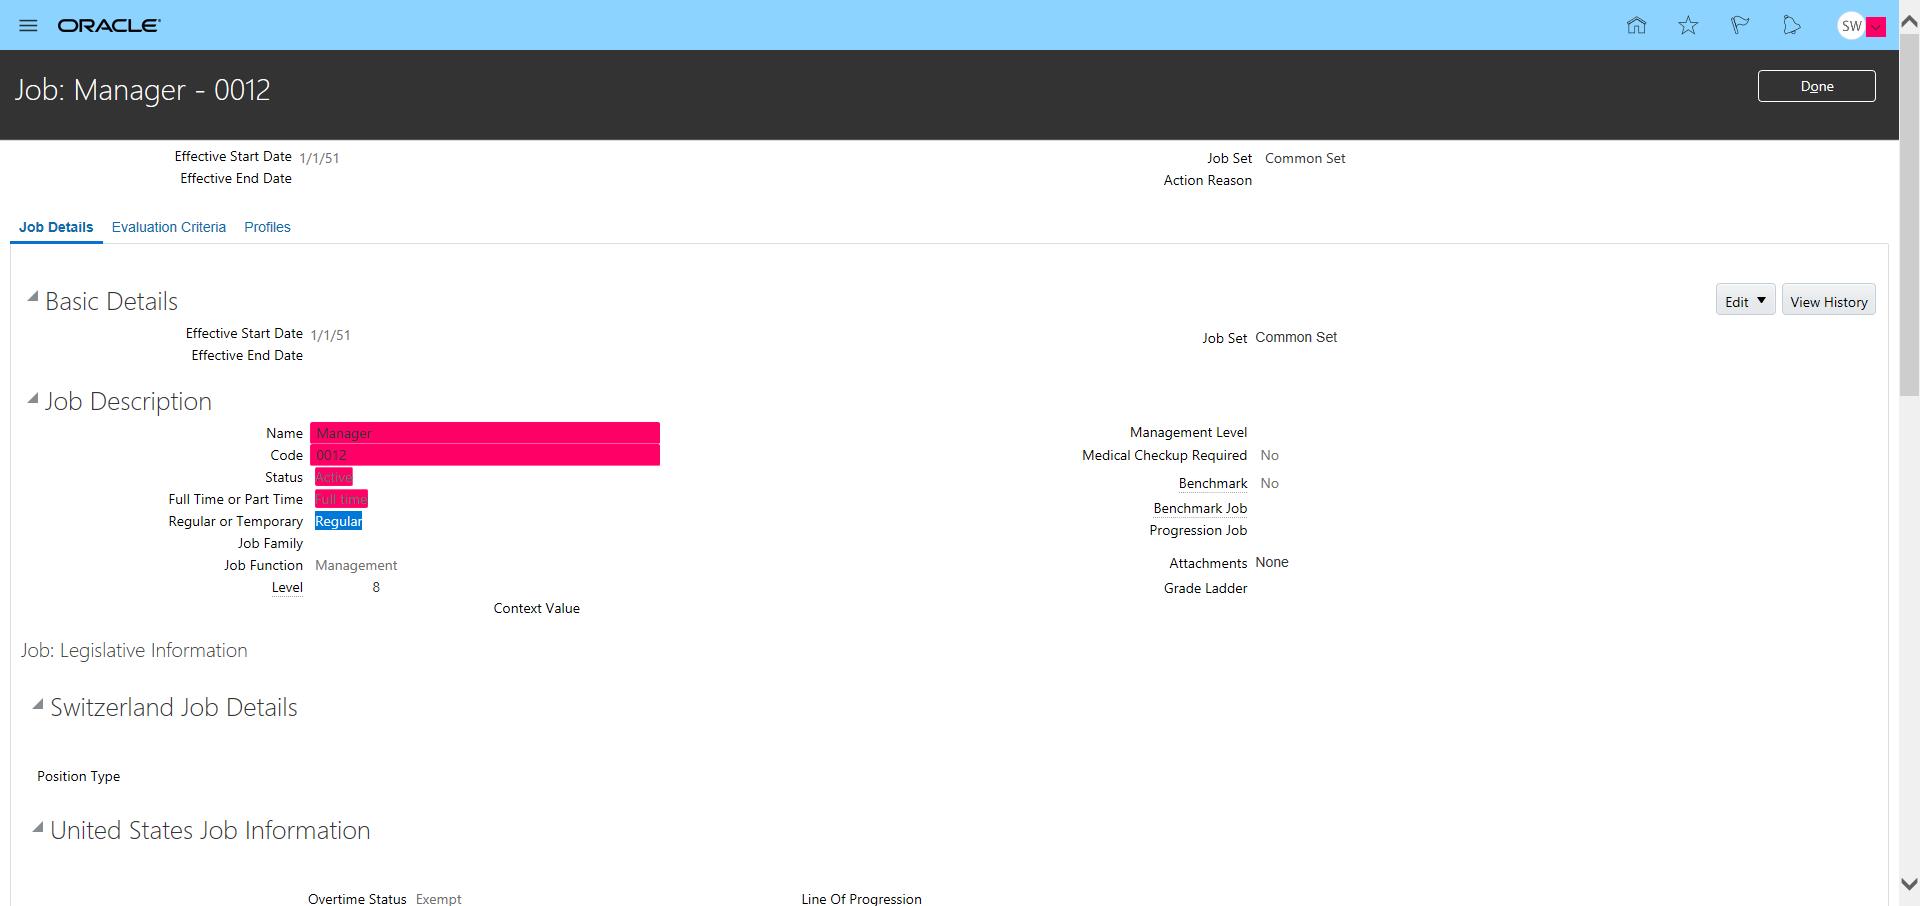 ORACLE
SW
Job: Manager - 0012
Done
Effective Start Date 1/1/51
Job Set Common Set
Effective End Date
Action Reason
Job Details Evaluation Criteria Profiles
Basic Details
Edit View History
Effective Start Date 1/1/51
Job Set Common Set
Effective End Date
Job Description
Name Manager
Management Level
Code 0012
Medical Checkup Required No
Status Active
Benchmark No
Full Time or Part Time Full time
Benchmark Job
Regular or Temporary Regular
Progression Job
Job Family
Job Function Management
Attachments None
Level 8
Grade Ladder
Context Value
Job: Legislative Information
Switzerland Job Details
Position Type
United States Job Information
Overtime Status Exempt
Line Of Progression